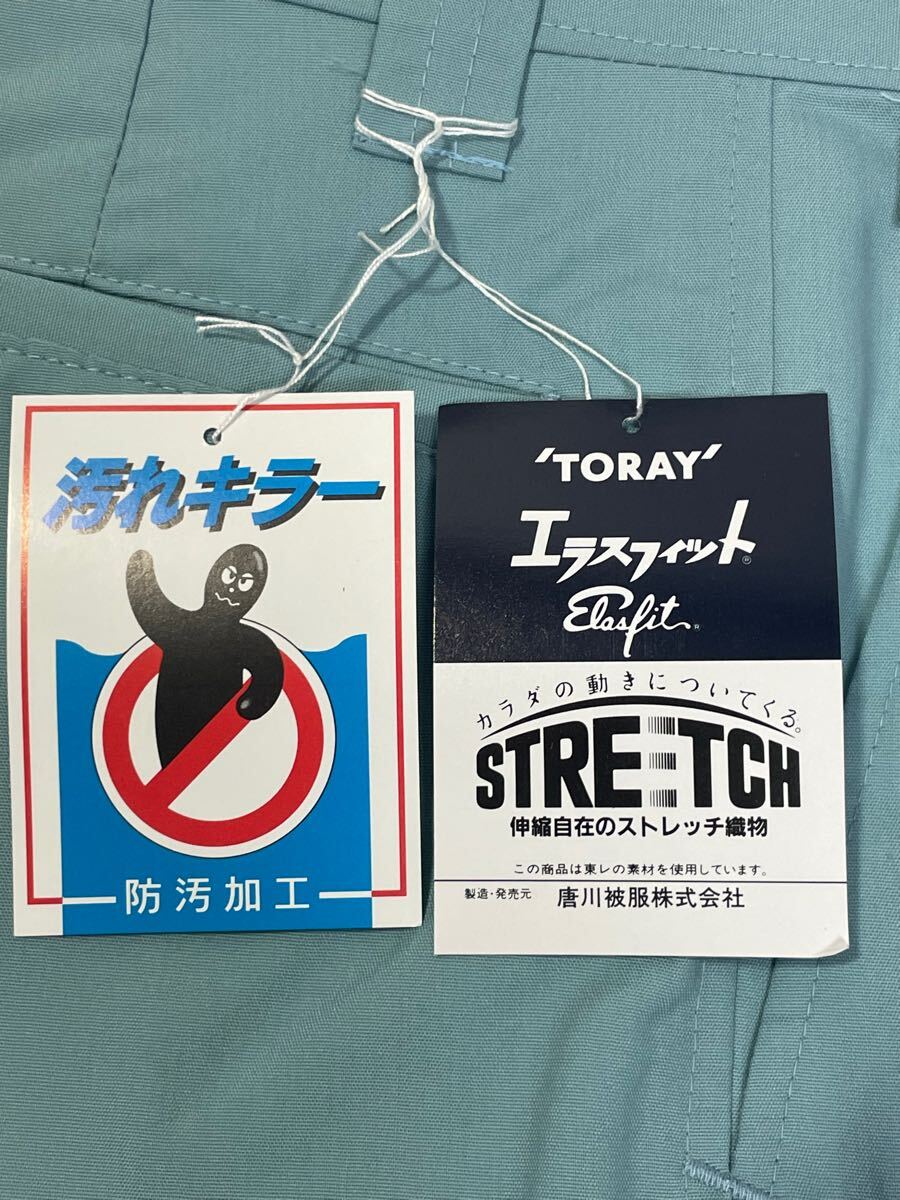 汚れキラー
防汚加工
'TORAY'
エラスフィット®
Elasfit®
カラダの動きについてくる。
STRETCH
伸縮自在のストレッチ織物
この商品は東レの素材を使用しています。
製造・発売元 唐川被服株式会社